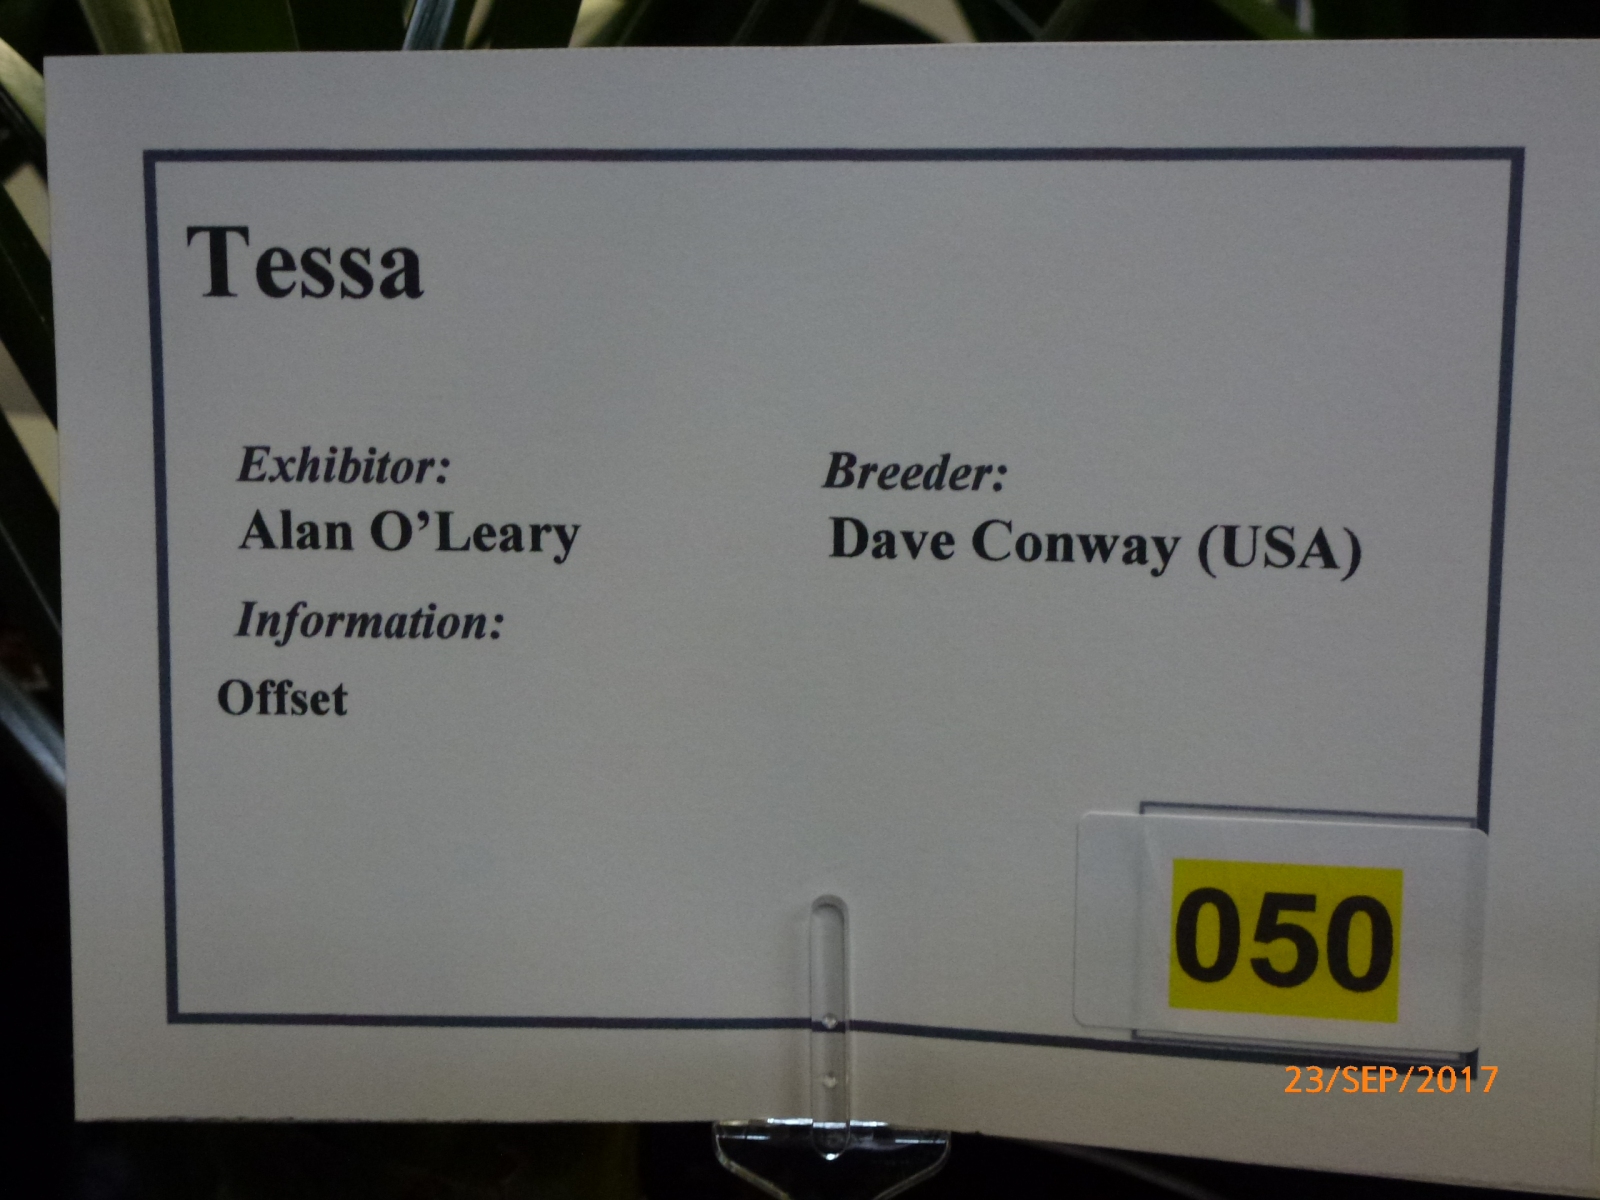 Tessa
Exhibitor: Breeder:
Alan O’Leary Dave Conway (USA)
Information:
Offset
050
23/SEP/2017